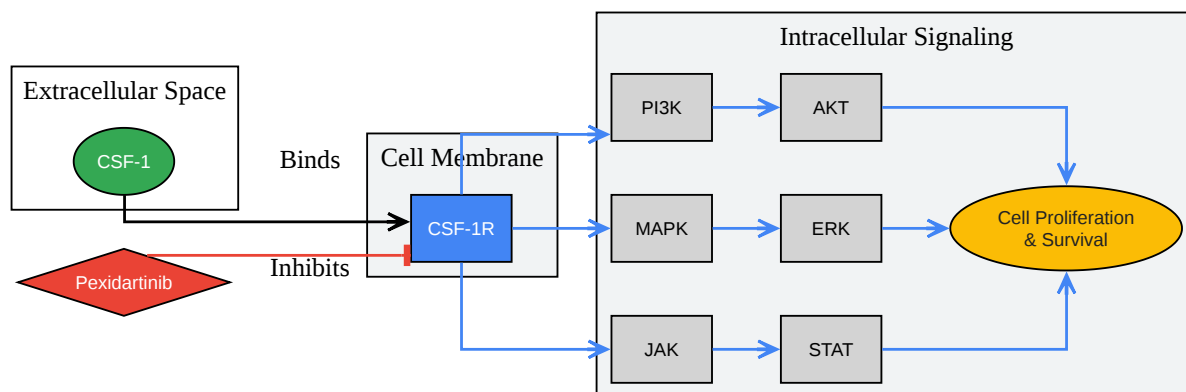 Intracellular Signaling
Extracellular Space
PI3K
AKT
CSF-1
Binds
Cell Membrane
CSF-1R
MAPK
ERK
Cell Proliferation
& Survival
Inhibits
Pexidartinib
JAK
STAT